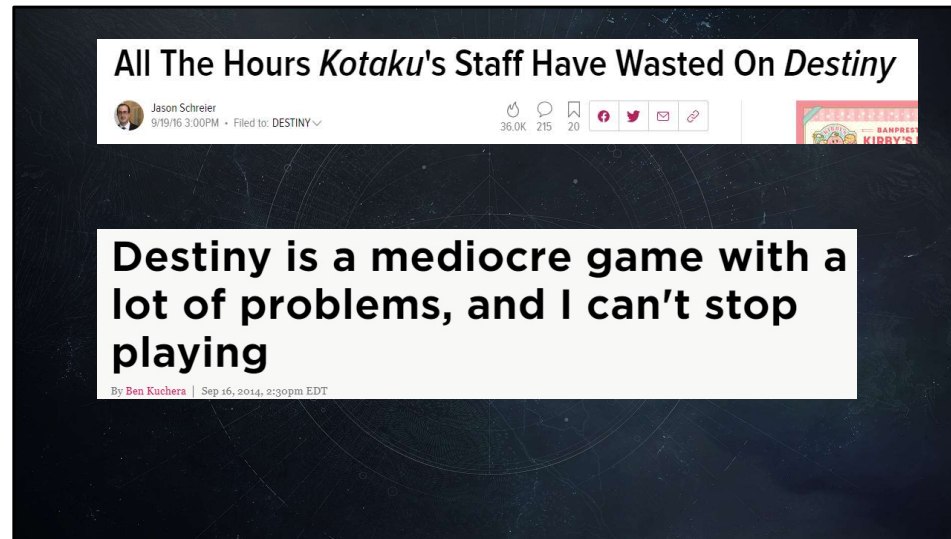 All The Hours Kotaku's Staff Have Wasted On Destiny
Jason Schreier
9/19/16 3:00PM • Filed to: DESTINY
36.0K 215 20
BANPREST
KIRBY'S
Destiny is a mediocre game with a
lot of problems, and I can't stop
playing
By Ben Kuchera | Sep 16, 2014, 2:30pm EDT